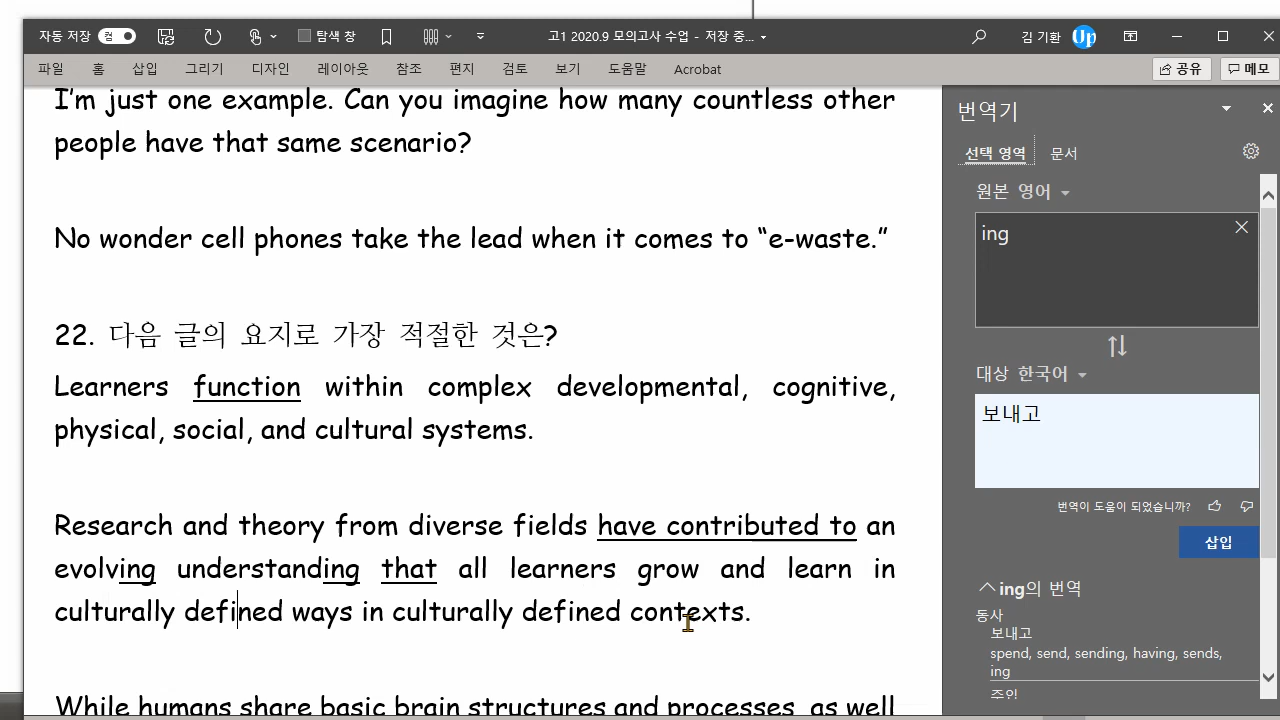 자동 저장 켬 탐색 창 고1 2020.9 모의고사 수업 - 저장 중... 김 기환 Up
파일 홈 삽입 그리기 디자인 레이아웃 참조 편지 검토 보기 도움말 Acrobat 공유 메모
I'm just one example. Can you imagine how many countless other
people have that same scenario?
No wonder cell phones take the lead when it comes to “e-waste.”
22. 다음 글의 요지로 가장 적절한 것은?
Learners function within complex developmental, cognitive,
physical, social, and cultural systems.
Research and theory from diverse fields have contributed to an
evolving understanding that all learners grow and learn in
culturally defined ways in culturally defined contexts.
While humans share basic brain structures and processes, as well
번역기
선택 영역 문서
원본 영어
ing
대상 한국어
보내고
번역이 도움이 되었습니까?
삽입
ing의 번역
동사
보내고
spend, send, sending, having, sends,
ing
주인